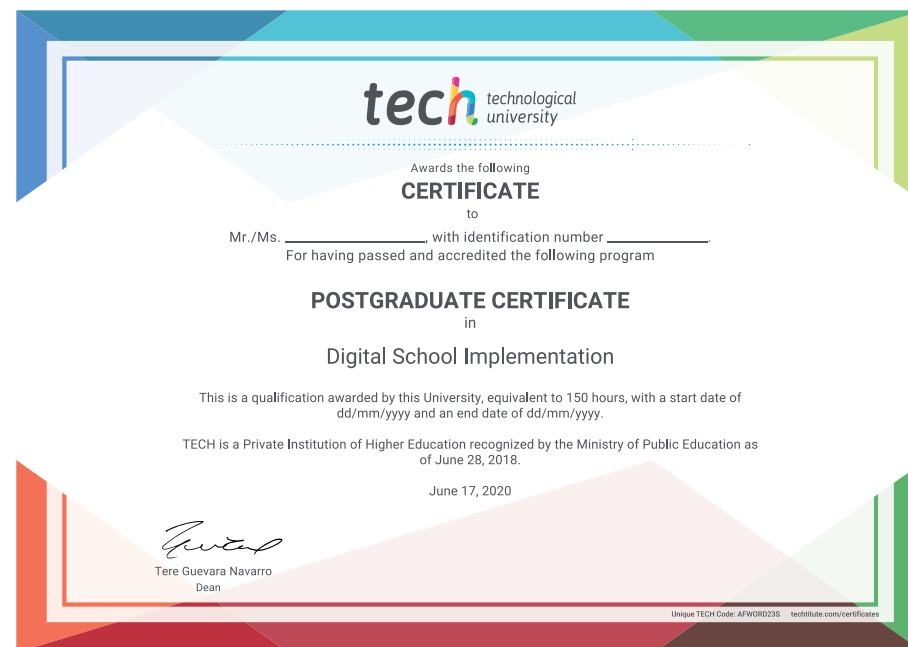 tech technological
university
Awards the following
CERTIFICATE
to
Mr./Ms. ____________________, with identification number ______________.
For having passed and accredited the following program
POSTGRADUATE CERTIFICATE
in
Digital School Implementation
This is a qualification awarded by this University, equivalent to 150 hours, with a start date of
dd/mm/yyyy and an end date of dd/mm/yyyy.
TECH is a Private Institution of Higher Education recognized by the Ministry of Public Education as
of June 28, 2018.
June 17, 2020
Tere Guevara Navarro
Dean
Unique TECH Code: AFWORD23S techtitute.com/certificates